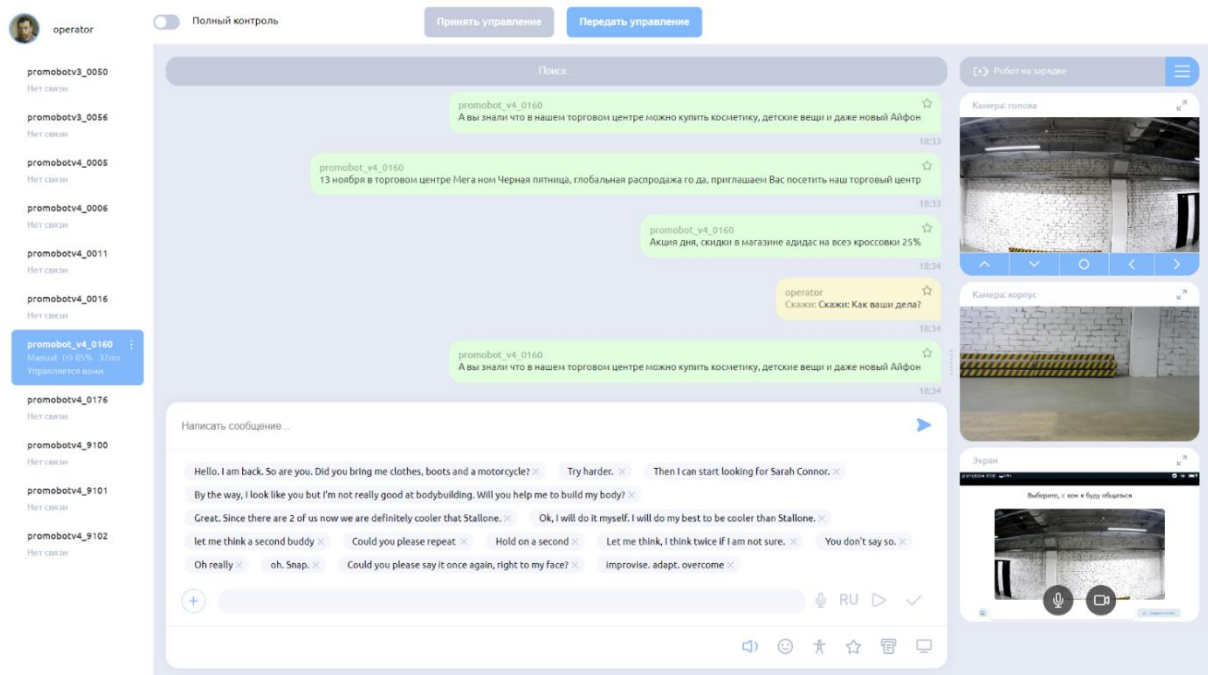 operator
Полный контроль
Принять управление
Передать управление
promobotv3_0050
Нет связи
promobotv3_0056
Нет связи
promobotv4_0005
Нет связи
promobotv4_0006
Нет связи
promobotv4_0011
Нет связи
promobotv4_0016
Нет связи
promobot_v4_0160
Manual 85% 37ms
Управляется вами
promobotv4_0176
Нет связи
promobotv4_9100
Нет связи
promobotv4_9101
Нет связи
promobotv4_9102
Нет связи
Поиск...
promobot_v4_0160
А вы знали что в нашем торговом центре можно купить косметику, детские вещи и даже новый Айфон
18:33
promobot_v4_0160
13 ноября в торговом центре Мега ном Черная пятница, глобальная распродажа го да, приглашаем Вас посетить наш торговый центр
18:33
promobot_v4_0160
Акция дня, скидки в магазине адидас на всез кроссовки 25%
18:34
operator
Скажи: Скажи: Как ваши дела?
18:34
promobot_v4_0160
А вы знали что в нашем торговом центре можно купить косметику, детские вещи и даже новый Айфон
18:34
Написать сообщение...
Hello. I am back. So are you. Did you bring me clothes, boots and a motorcycle? ×
Try harder. ×
Then I can start looking for Sarah Connor. ×
By the way, I look like you but I'm not really good at bodybuilding. Will you help me to build my body? ×
Great. Since there are 2 of us now we are definitely cooler that Stallone. ×
Ok, I will do it myself. I will do my best to be cooler than Stallone. ×
let me think a second buddy ×
Could you please repeat ×
Hold on a second ×
Let me think, I think twice if I am not sure. ×
You don't say so. ×
Oh really ×
oh. Snap. ×
Could you please say it once again, right to my face? ×
improvise. adapt. overcome ×
RU
Робот на зарядке
Камера: голова
Камера: корпус
Экран
Выберите, с кем я буду общаться